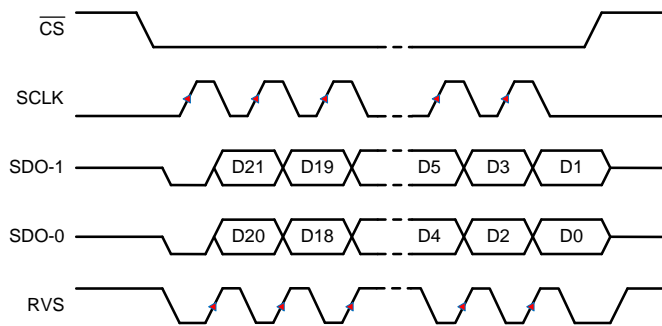 CS
SCLK
SDO-1 D21 D19 D5 D3 D1
SDO-0 D20 D18 D4 D2 D0
RVS